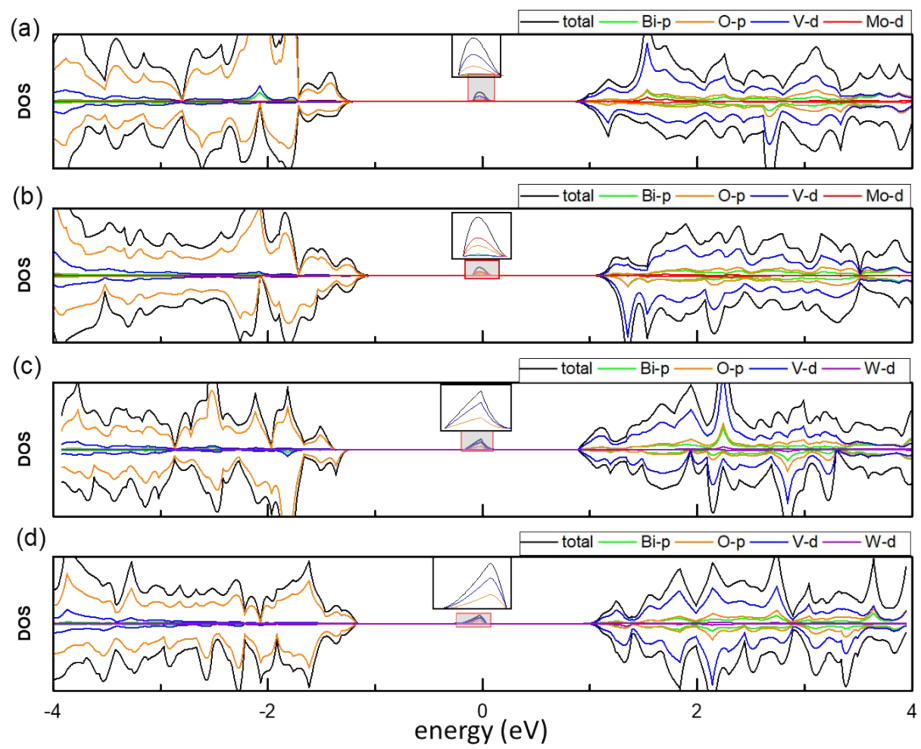 (a)
total Bi-p O-p V-d Mo-d
DOS
(b)
total Bi-p O-p V-d Mo-d
DOS
(c)
total Bi-p O-p V-d W-d
DOS
(d)
total Bi-p O-p V-d W-d
DOS
-4 -2 0 2 4
energy (eV)